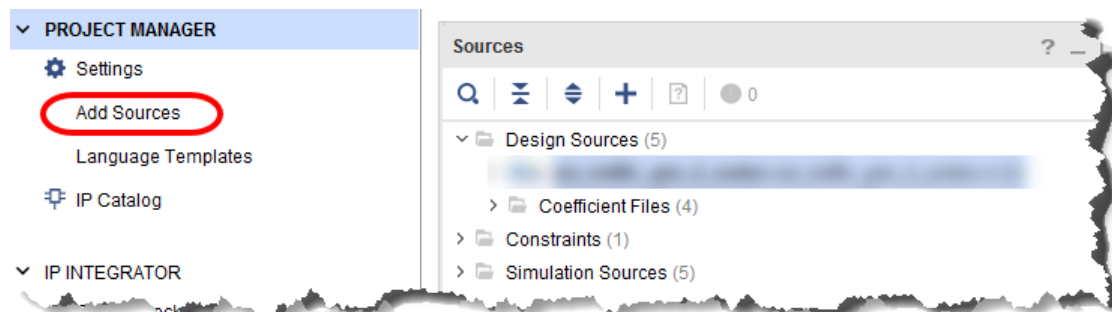 PROJECT MANAGER
Settings
Add Sources
Language Templates
IP Catalog
IP INTEGRATOR
Sources
?
? 0
Design Sources (5)
Coefficient Files (4)
Constraints (1)
Simulation Sources (5)